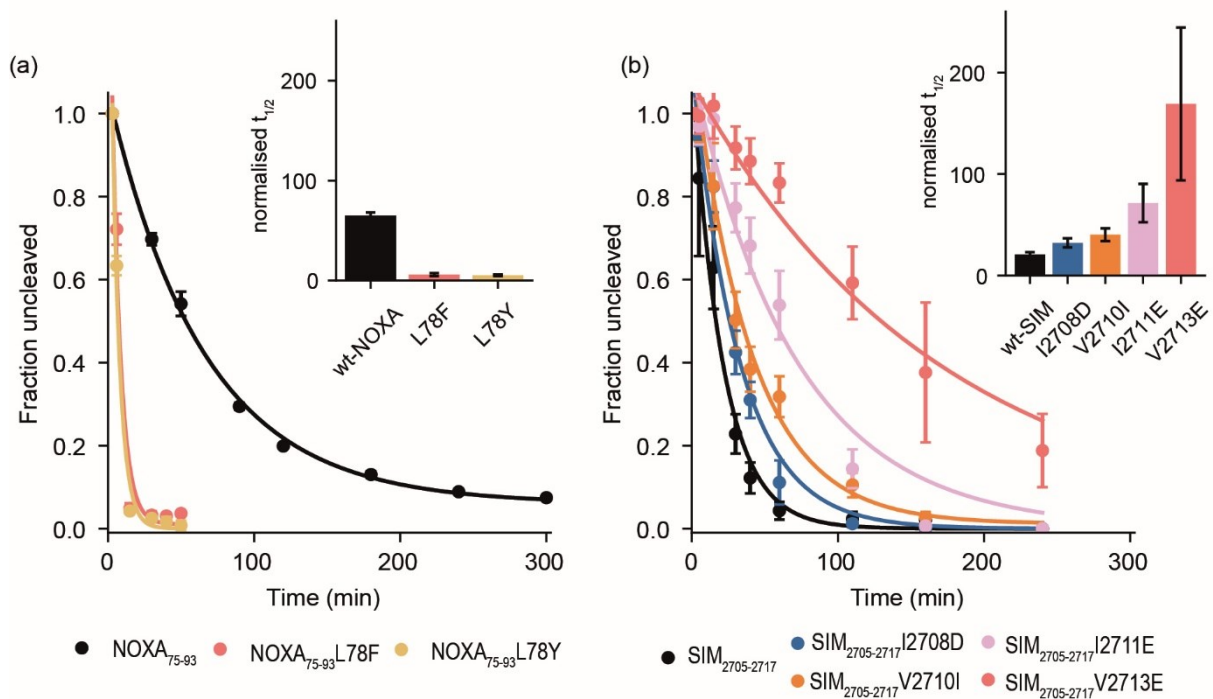 (a)
Fraction uncleaved
1.0
0.8
0.6
0.4
0.2
0.0
0
100
200
300
Time (min)
normalised t1/2
200
100
0
wt-NOXA
L78F
L78Y
NOXA75-93
NOXA75-93L78F
NOXA75-93L78Y
(b)
Fraction uncleaved
1.0
0.8
0.6
0.4
0.2
0.0
0
100
200
300
Time (min)
normalised t1/2
200
100
0
wt-SIM
I2708D
V2710I
I2711E
V2713E
SIM2705-2717
SIM2705-2717I2708D
SIM2705-2717V2710I
SIM2705-2717I2711E
SIM2705-2717V2713E